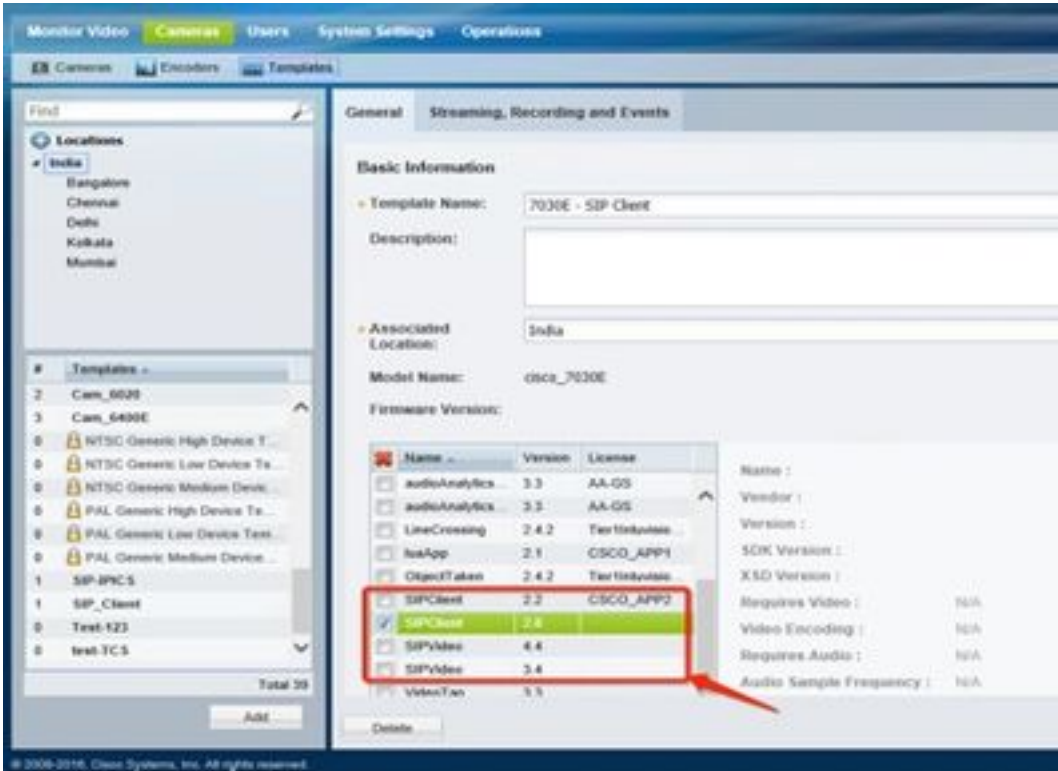 Monitor Video Cameras Users System Settings Operations
Cameras Encoders Templates
Find
Locations
India
Bangalore
Chennai
Delhi
Kolkata
Mumbai
# Templates
2 Cam_6020
3 Cam_6400E
0 NTSC Generic High Device T...
0 NTSC Generic Low Device Te...
0 NTSC Generic Medium Devic...
0 PAL Generic High Device Te...
0 PAL Generic Low Device Tem...
0 PAL Generic Medium Device...
1 SIP-IPICS
1 SIP_Client
0 Test-123
0 test-TCS
Total 39
Add
General Streaming, Recording and Events
Basic Information
Template Name: 7030E - SIP Client
Description:
Associated Location: India
Model Name: cisco_7030E
Firmware Version:
Name Version License
audioAnalytics... 3.3 AA-GS
audioAnalytics... 3.3 AA-GS
LineCrossing 2.4.2
luaApp 2.1 CSCO_APP1
ObjectTaken 2.4.2
SIPClient 2.2 CSCO_APP2
SIPClient 2.6
SIPVideo 4.4
SIPVideo 3.4
VideoTap 3.3
Name :
Vendor :
Version :
SDK Version :
XSD Version :
Requires Video : N/A
Video Encoding : N/A
Requires Audio : N/A
Audio Sample Frequency : N/A
Delete
© 2006-2016, Cisco Systems, Inc. All rights reserved.